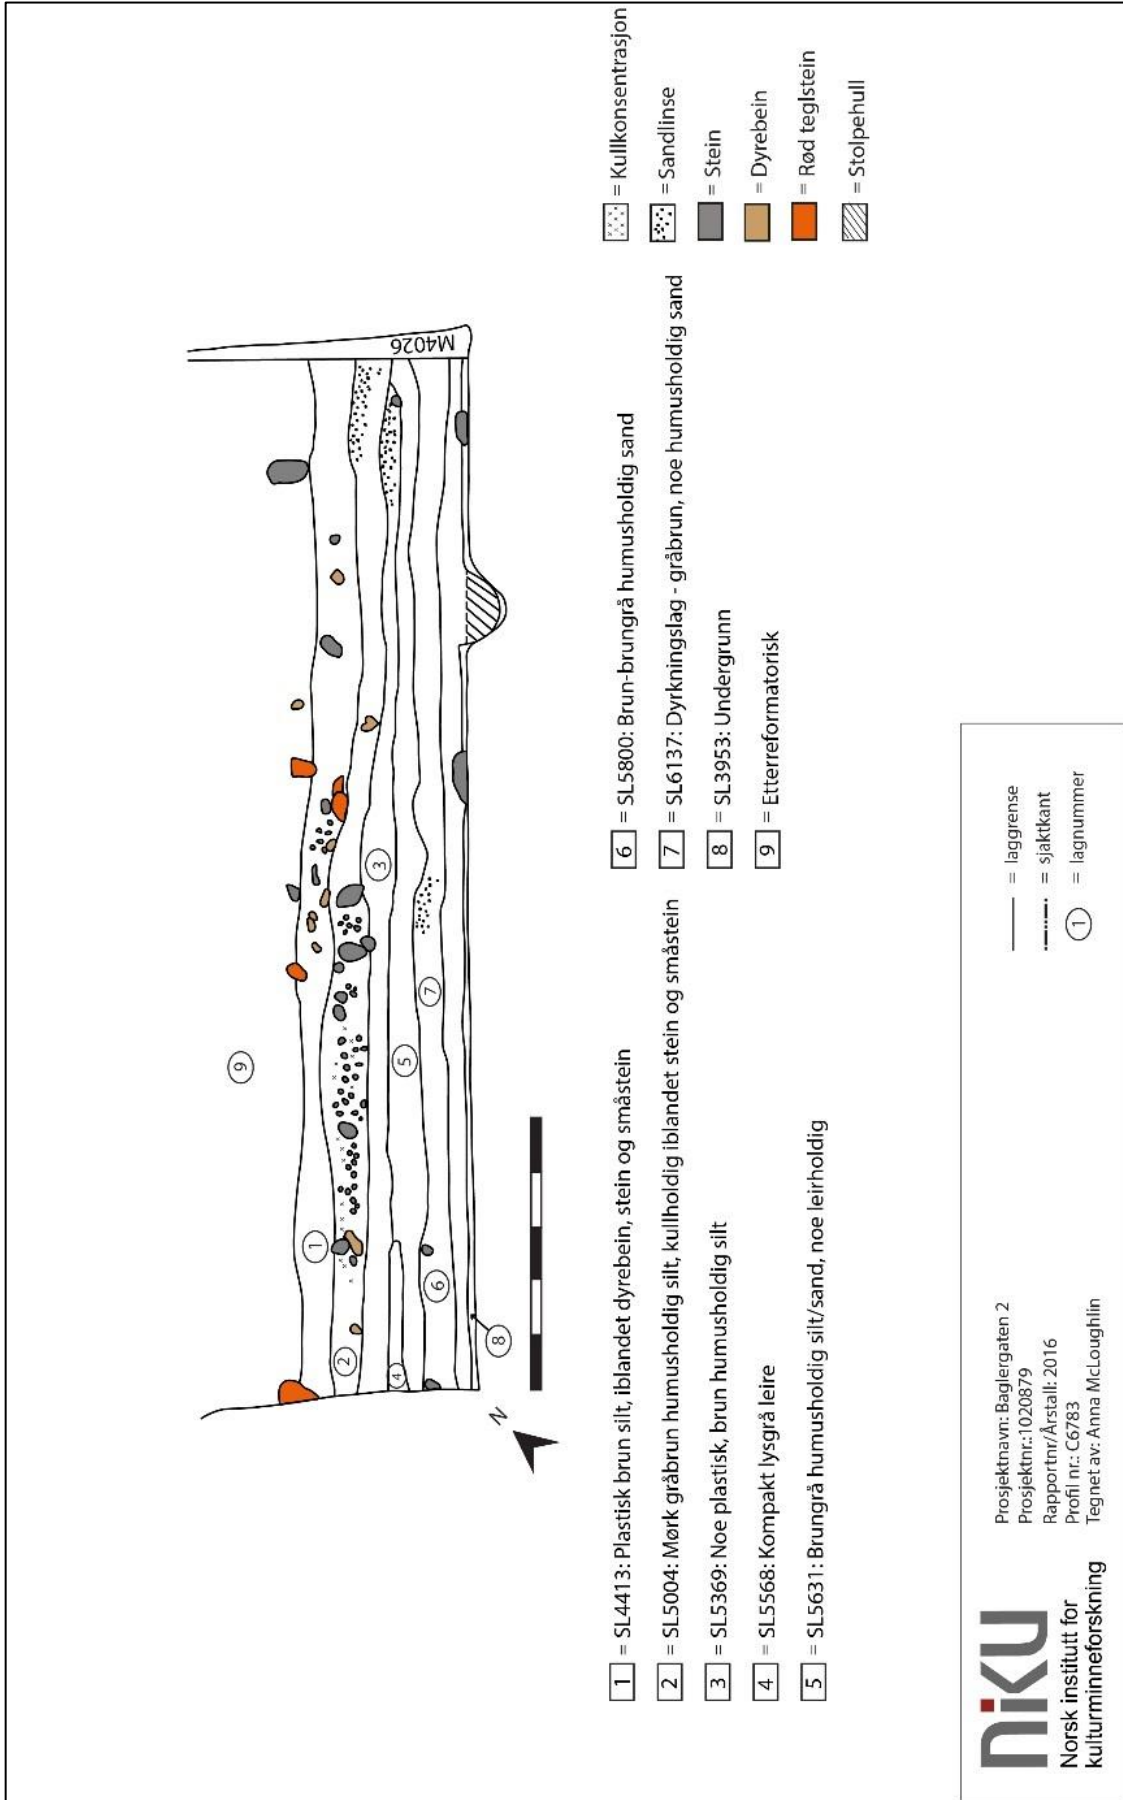 9
1
2
3
4
5
7
6
8
M4026
N
1 = SL4413: Plastisk brun silt, iblandet dyrebein, stein og småstein
2 = SL5004: Mørk gråbrun humusholdig silt, kullholdig iblandet stein og småstein
3 = SL5369: Noe plastisk, brun humusholdig silt
4 = SL5568: Kompakt lysgrå leire
5 = SL5631: Brungrå humusholdig silt/sand, noe leirholdig
6 = SL5800: Brun-brungrå humusholdig sand
7 = SL6137: Dyrkningslag - gråbrun, noe humusholdig sand
8 = SL3953: Undergrunn
9 = Etterreformatorisk
= Kullkonsentrasjon
= Sandlinse
= Stein
= Dyrebein
= Rød teglstein
= Stolpehull
niku
Norsk institutt for
kulturminneforskning
Prosjektnavn: Baglergaten 2
Prosjektnr.:1020879
Rapportnr/Årstall: 2016
Profil nr.: C6783
Tegnet av: Anna McLoughlin
= laggrense
= sjaktkant
1 = lagnummer